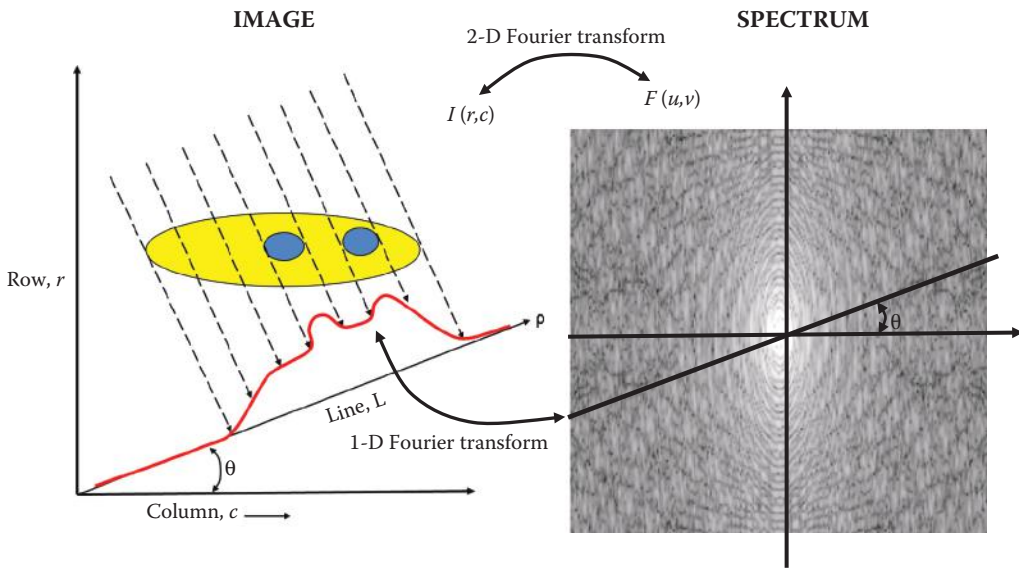 IMAGE
SPECTRUM
2-D Fourier transform
I (r,c)
F (u,v)
Row, r
ρ
θ
Line, L
1-D Fourier transform
θ
Column, c